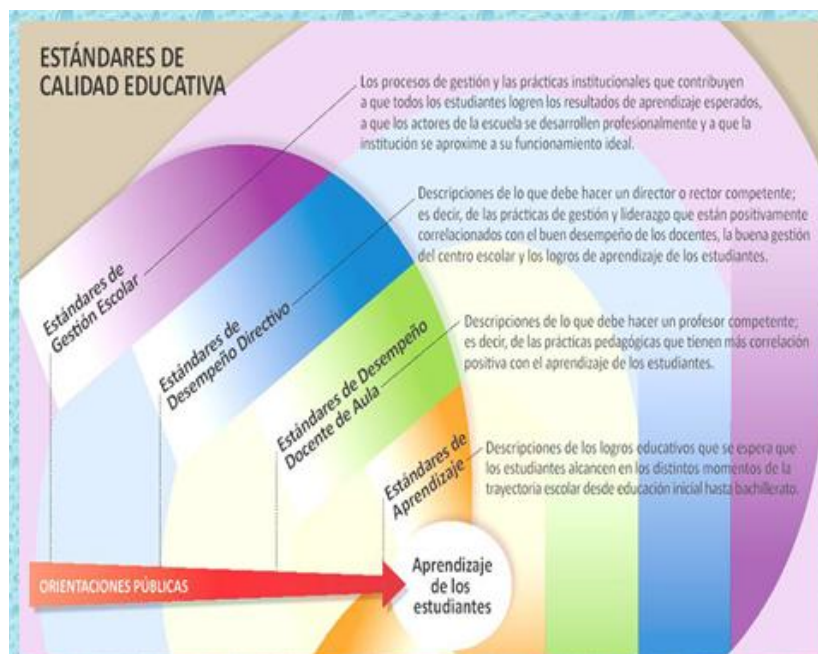 ESTÁNDARES DE
CALIDAD EDUCATIVA
Los procesos de gestión y las prácticas institucionales que contribuyen
a que todos los estudiantes logren los resultados de aprendizaje esperados,
a que los actores de la escuela se desarrollen profesionalmente y a que la
institución se aproxime a su funcionamiento ideal.
Estándares de
Gestión Escolar
Descripciones de lo que debe hacer un director o rector competente;
es decir, de las prácticas de gestión y liderazgo que están positivamente
correlacionados con el buen desempeño de los docentes, la buena gestión
del centro escolar y los logros de aprendizaje de los estudiantes.
Estándares de
Desempeño Directivo
Descripciones de lo que debe hacer un profesor competente;
es decir, de las prácticas pedagógicas que tienen más correlación
positiva con el aprendizaje de los estudiantes.
Estándares de Desempeño
Docente de Aula
Descripciones de los logros educativos que se espera que
los estudiantes alcancen en los distintos momentos de la
trayectoria escolar desde educación inicial hasta bachillerato.
Estándares de
Aprendizaje
ORIENTACIONES PÚBLICAS
Aprendizaje
de los
estudiantes